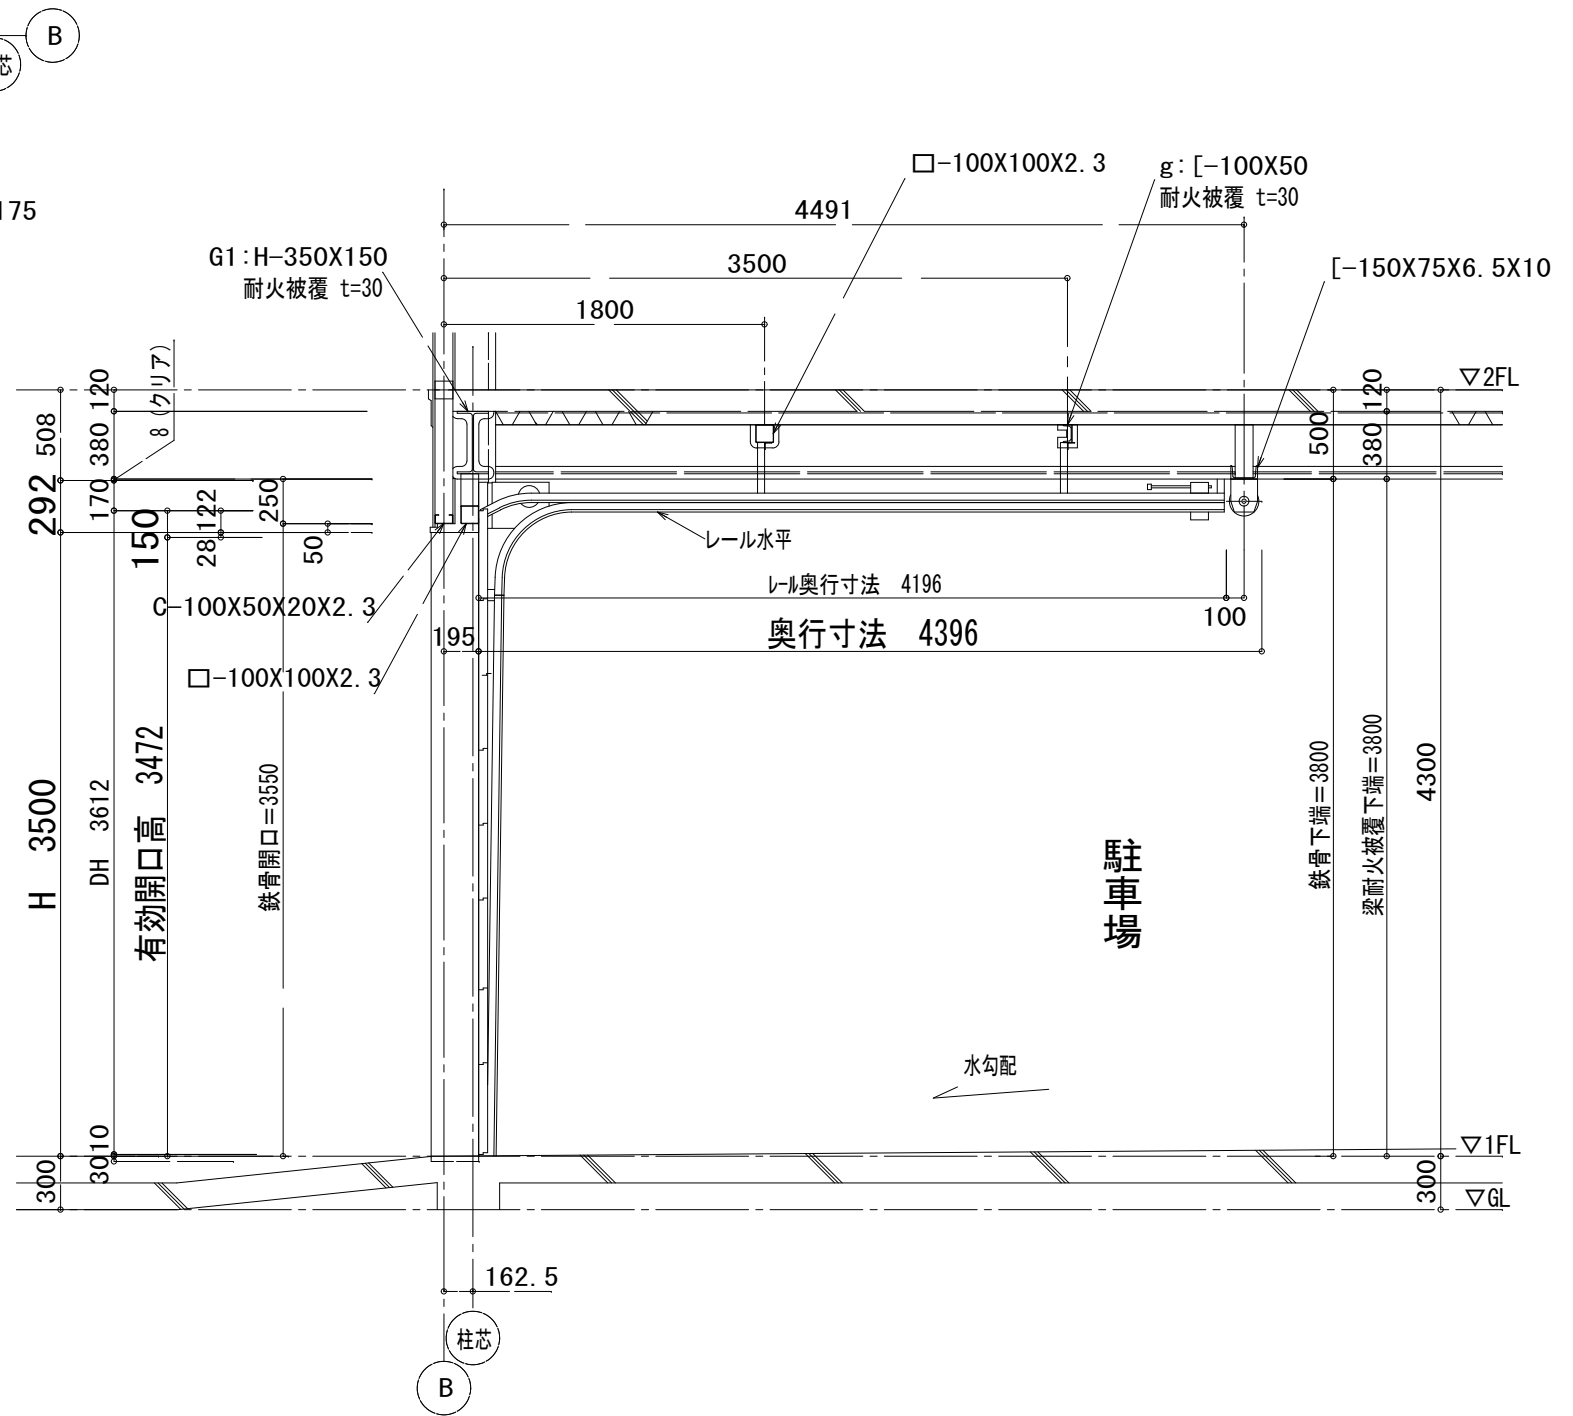 B
芯
175
□-100X100X2.3
g:[-100X50
耐火被覆 t=30
4491
G1:H-350X150
耐火被覆 t=30
3500
[-150X75X6.5X10
1800
8 (クリア)
120
508
380
292
170
150
122
28
250
50
500
120
380
▽2FL
レール水平
C-100X50X20X2.3
レール奥行寸法 4196
100
195
奥行寸法 4396
□-100X100X2.3
H 3500
DH 3612
有効開口高 3472
鉄骨開口=3550
駐車場
鉄骨下端=3800
梁耐火被覆下端=3800
4300
水勾配
10
30
300
▽1FL
300
▽GL
162.5
柱芯
B